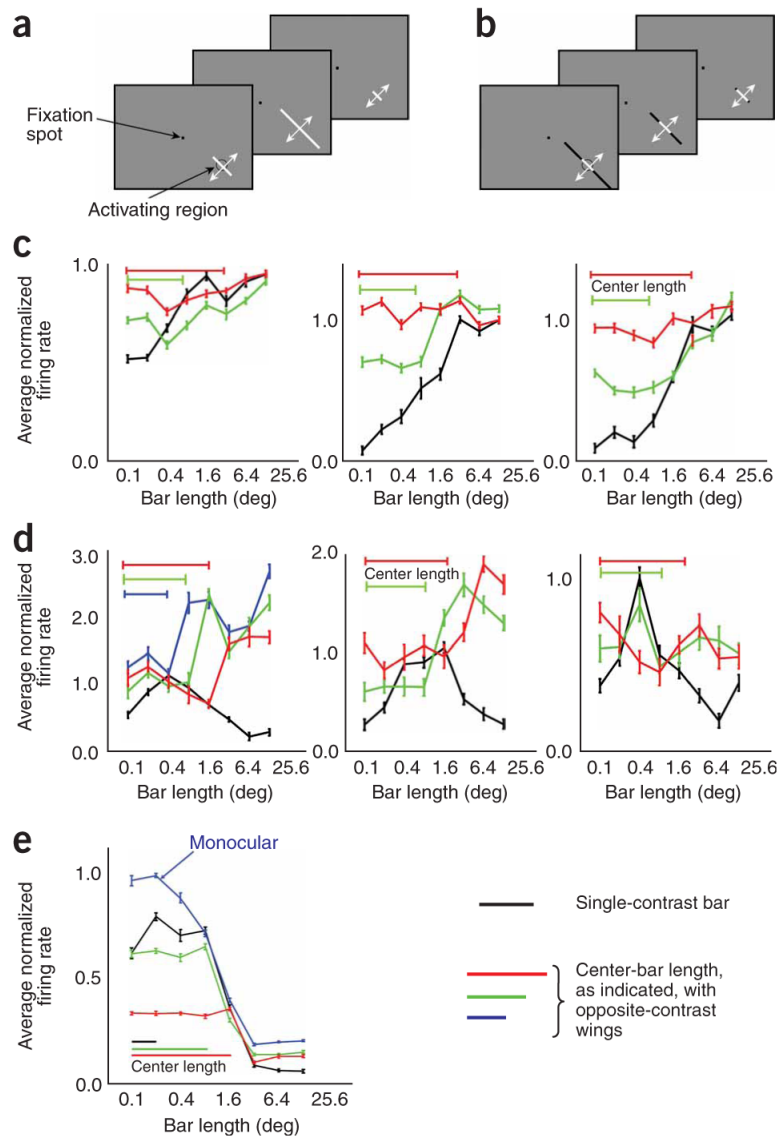 a
b
Fixation
spot
Activating region
c
Average normalized
firing rate
1.0
0.0
0.1 0.4 1.6 6.4 25.6
Bar length (deg)
1.0
0.0
0.1 0.4 1.6 6.4 25.6
Bar length (deg)
Center length
1.0
0.0
0.1 0.4 1.6 6.4 25.6
Bar length (deg)
d
Average normalized
firing rate
3.0
2.0
1.0
0.0
0.1 0.4 1.6 6.4 25.6
Bar length (deg)
2.0
Center length
1.0
0.0
0.1 0.4 1.6 6.4 25.6
Bar length (deg)
1.0
0.0
0.1 0.4 1.6 6.4 25.6
Bar length (deg)
e
Monocular
Average normalized
firing rate
1.0
0.5
0.0
Center length
0.1 0.4 1.6 6.4 25.6
Bar length (deg)
Single-contrast bar
Center-bar length,
as indicated, with
opposite-contrast
wings